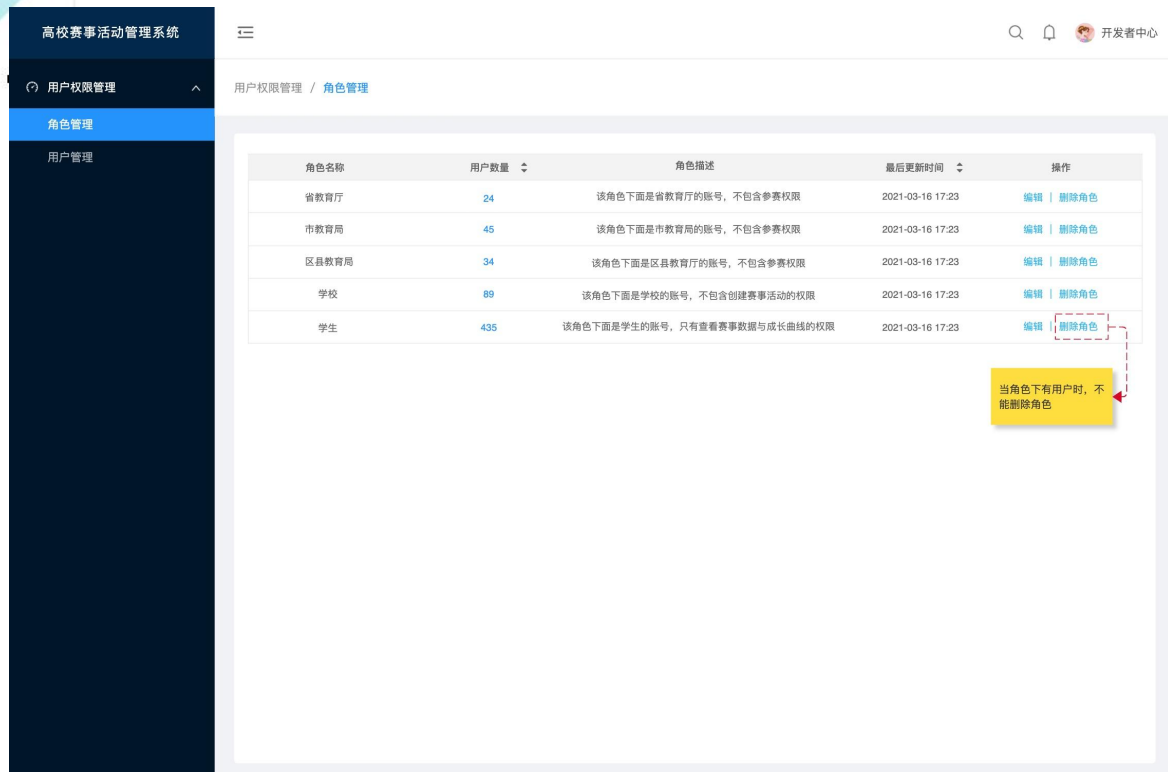 高校赛事活动管理系统
开发者中心
用户权限管理
角色管理
用户管理
用户权限管理 / 角色管理
角色名称 用户数量 角色描述 最后更新时间 操作
省教育厅 24 该角色下面是省教育厅的账号，不包含参赛权限 2021-03-16 17:23 编辑 | 删除角色
市教育局 45 该角色下面是市教育局的账号，不包含参赛权限 2021-03-16 17:23 编辑 | 删除角色
区县教育局 34 该角色下面是区县教育厅的账号，不包含参赛权限 2021-03-16 17:23 编辑 | 删除角色
学校 89 该角色下面是学校的账号，不包含创建赛事活动的权限 2021-03-16 17:23 编辑 | 删除角色
学生 435 该角色下面是学生的账号，只有查看赛事数据与成长曲线的权限 2021-03-16 17:23 编辑 | 删除角色
当角色下有用户时，不
能删除角色